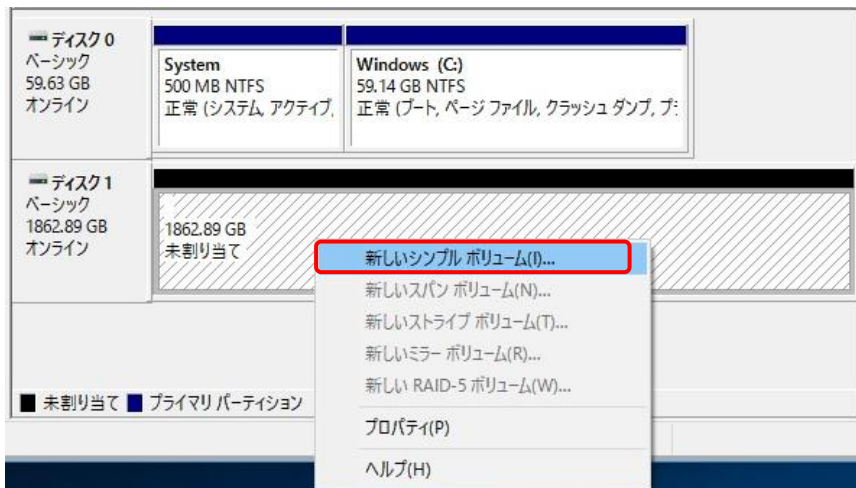 ディスク 0
ベーシック
59.63 GB
オンライン
System
500 MB NTFS
正常 (システム, アクティブ,
Windows (C:)
59.14 GB NTFS
正常 (ブート, ページ ファイル, クラッシュ ダンプ, プ
ディスク 1
ベーシック
1862.89 GB
オンライン
1862.89 GB
未割り当て
新しいシンプル ボリューム(I)...
新しいスパン ボリューム(N)...
新しいストライプ ボリューム(T)...
新しいミラー ボリューム(R)...
新しい RAID-5 ボリューム(W)...
プロパティ(P)
ヘルプ(H)
未割り当て プライマリ パーティション